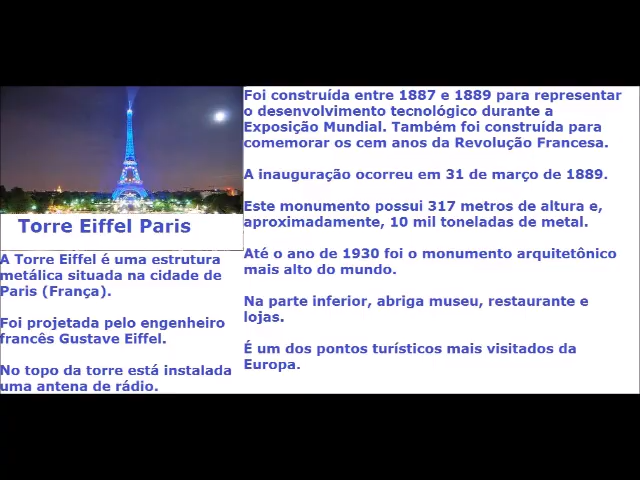 Torre Eiffel Paris
A Torre Eiffel é uma estrutura
metálica situada na cidade de
Paris (França).
Foi projetada pelo engenheiro
francês Gustave Eiffel.
No topo da torre está instalada
uma antena de rádio.
Foi construída entre 1887 e 1889 para representar
o desenvolvimento tecnológico durante a
Exposição Mundial. Também foi construída para
comemorar os cem anos da Revolução Francesa.
A inauguração ocorreu em 31 de março de 1889.
Este monumento possui 317 metros de altura e,
aproximadamente, 10 mil toneladas de metal.
Até o ano de 1930 foi o monumento arquitetônico
mais alto do mundo.
Na parte inferior, abriga museu, restaurante e
lojas.
É um dos pontos turísticos mais visitados da
Europa.